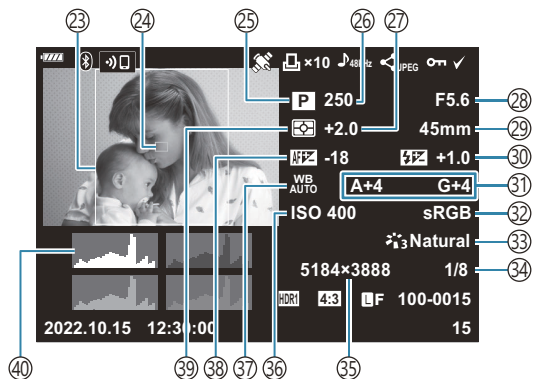 23 24 25 26 27
×10 48kHz JPEG
P 250 F5.6 28
+2.0 45mm 29
AF -18 +1.0 30
WB AUTO A+4 G+4 31
ISO 400 sRGB 32
3 Natural 33
5184×3888 1/8 34
HDR1 4:3 L F 100-0015
2022.10.15 12:30:00 15
40 39 38 37 36 35